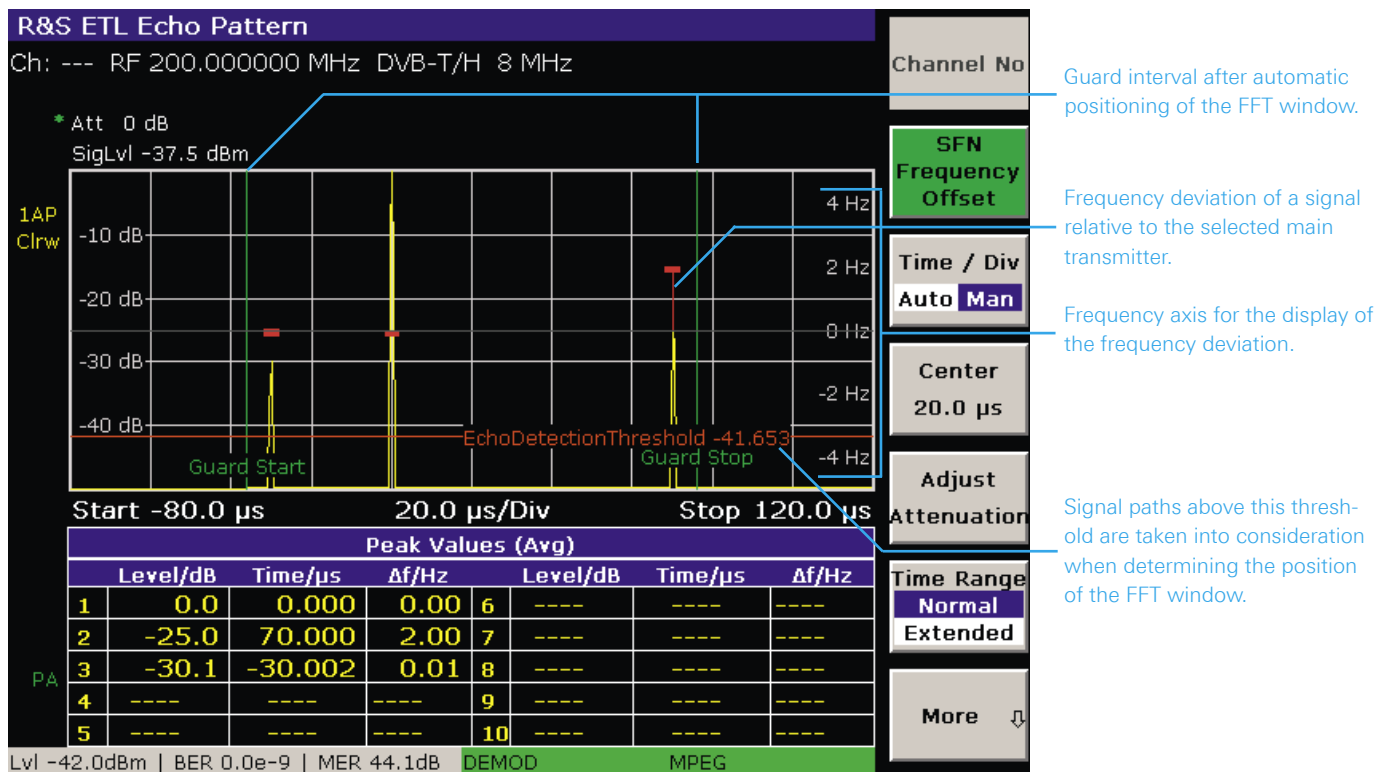 R&S ETL Echo Pattern
Ch: --- RF 200.000000 MHz DVB-T/H 8 MHz
* Att 0 dB
SigLvl -37.5 dBm
1AP
Clrw
-10 dB
-20 dB
-30 dB
-40 dB
4 Hz
2 Hz
0 Hz
-2 Hz
-4 Hz
EchoDetectionThreshold -41.653
Guard Start
Guard Stop
Start -80.0 µs 20.0 µs/Div Stop 120.0 µs
Peak Values (Avg)
Level/dB Time/µs Δf/Hz Level/dB Time/µs Δf/Hz
1 0.0 0.000 0.00 6 ---- ---- ----
2 -25.0 70.000 2.00 7 ---- ---- ----
3 -30.1 -30.002 0.01 8 ---- ---- ----
4 ---- ---- ---- 9 ---- ---- ----
5 ---- ---- ---- 10 ---- ---- ----
PA
Lvl -42.0dBm | BER 0.0e-9 | MER 44.1dB DEMOD MPEG
Channel No
SFN
Frequency
Offset
Time / Div
Auto Man
Center
20.0 µs
Adjust
Attenuation
Time Range
Normal
Extended
More ⇩
Guard interval after automatic
positioning of the FFT window.
Frequency deviation of a signal
relative to the selected main
transmitter.
Frequency axis for the display of
the frequency deviation.
Signal paths above this thresh-
old are taken into consideration
when determining the position
of the FFT window.